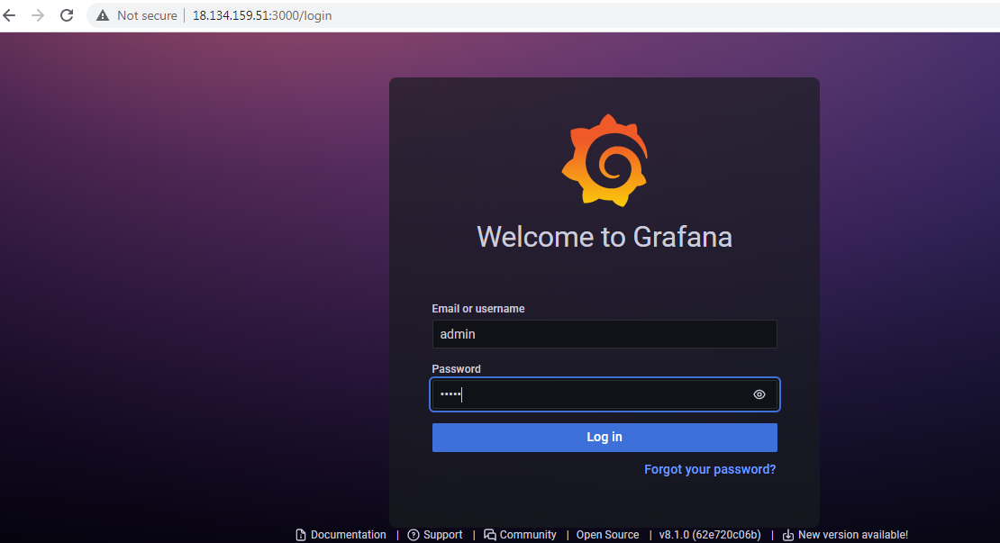 Not secure | 18.134.159.51:3000/login
Welcome to Grafana
Email or username
admin
Password
•••••
Log in
Forgot your password?
Documentation | Support | Community | Open Source | v8.1.0 (62e720c06b) | New version available!